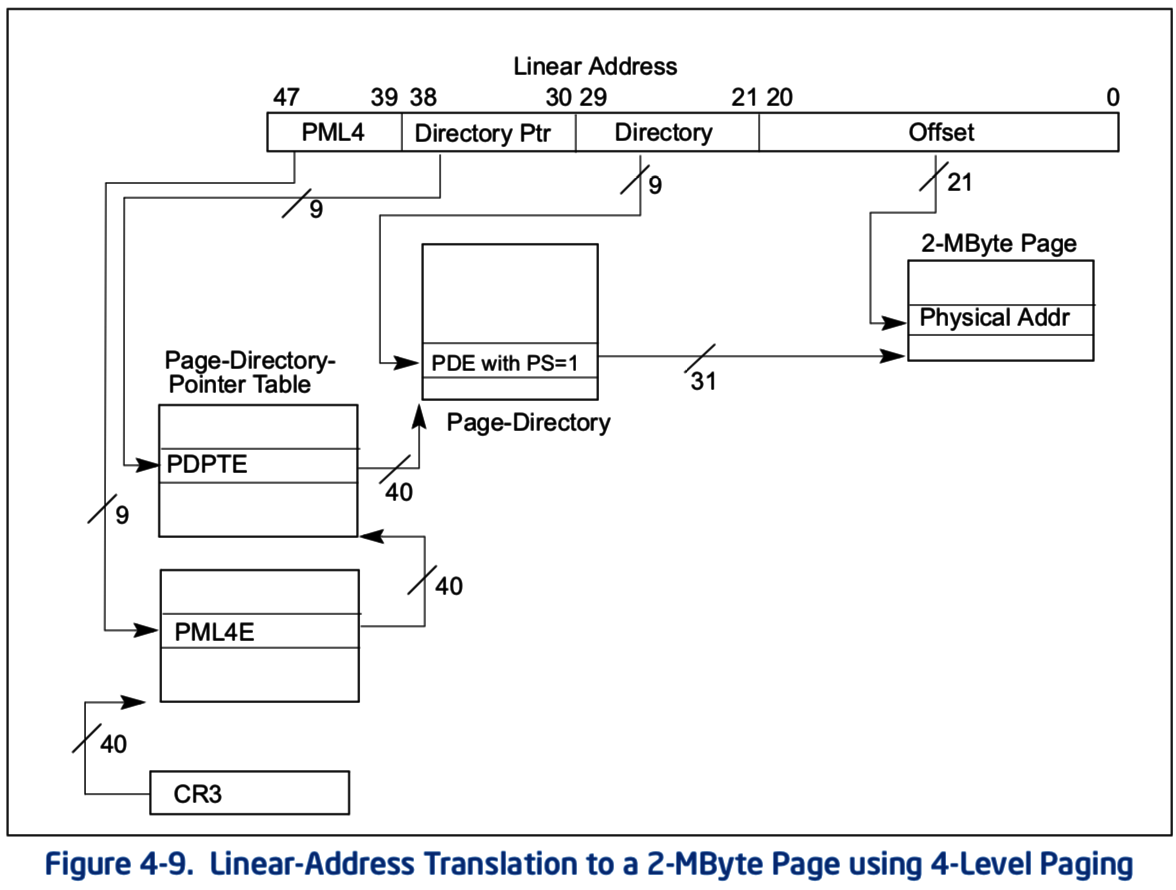 Linear Address
47 39 38 30 29 21 20 0
PML4 Directory Ptr Directory Offset
9
9
21
2-MByte Page
Physical Addr
PDE with PS=1
31
Page-Directory-
Pointer Table
Page-Directory
PDPTE
40
9
40
PML4E
40
CR3
Figure 4-9. Linear-Address Translation to a 2-MByte Page using 4-Level Paging